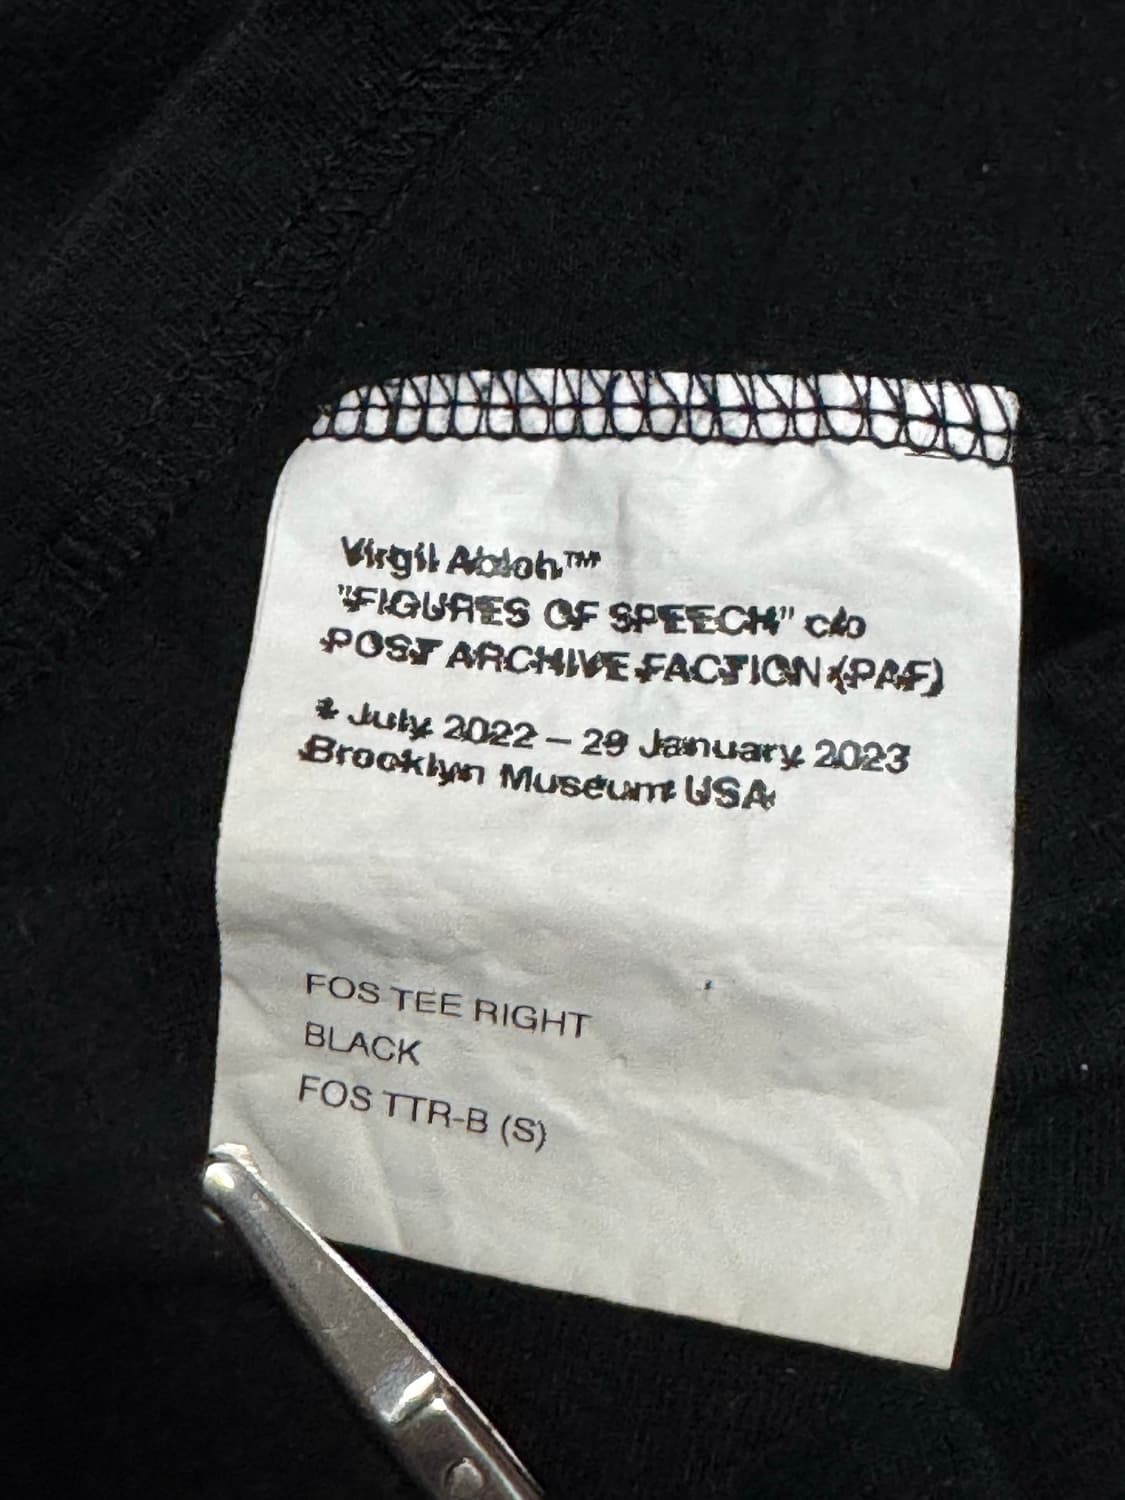 Virgil Abloh™
"FIGURES OF SPEECH" c/o
POST ARCHIVE FACTION (PAF)
1 July 2022 – 29 January 2023
Brooklyn Museum USA
FOS TEE RIGHT
BLACK
FOS TTR-B (S)